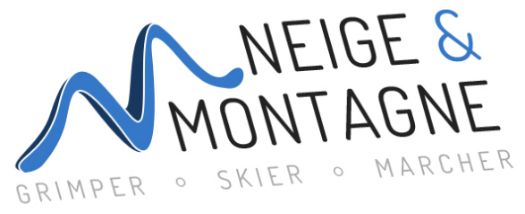 NEIGE &
MONTAGNE
GRIMPER o SKIER o MARCHER